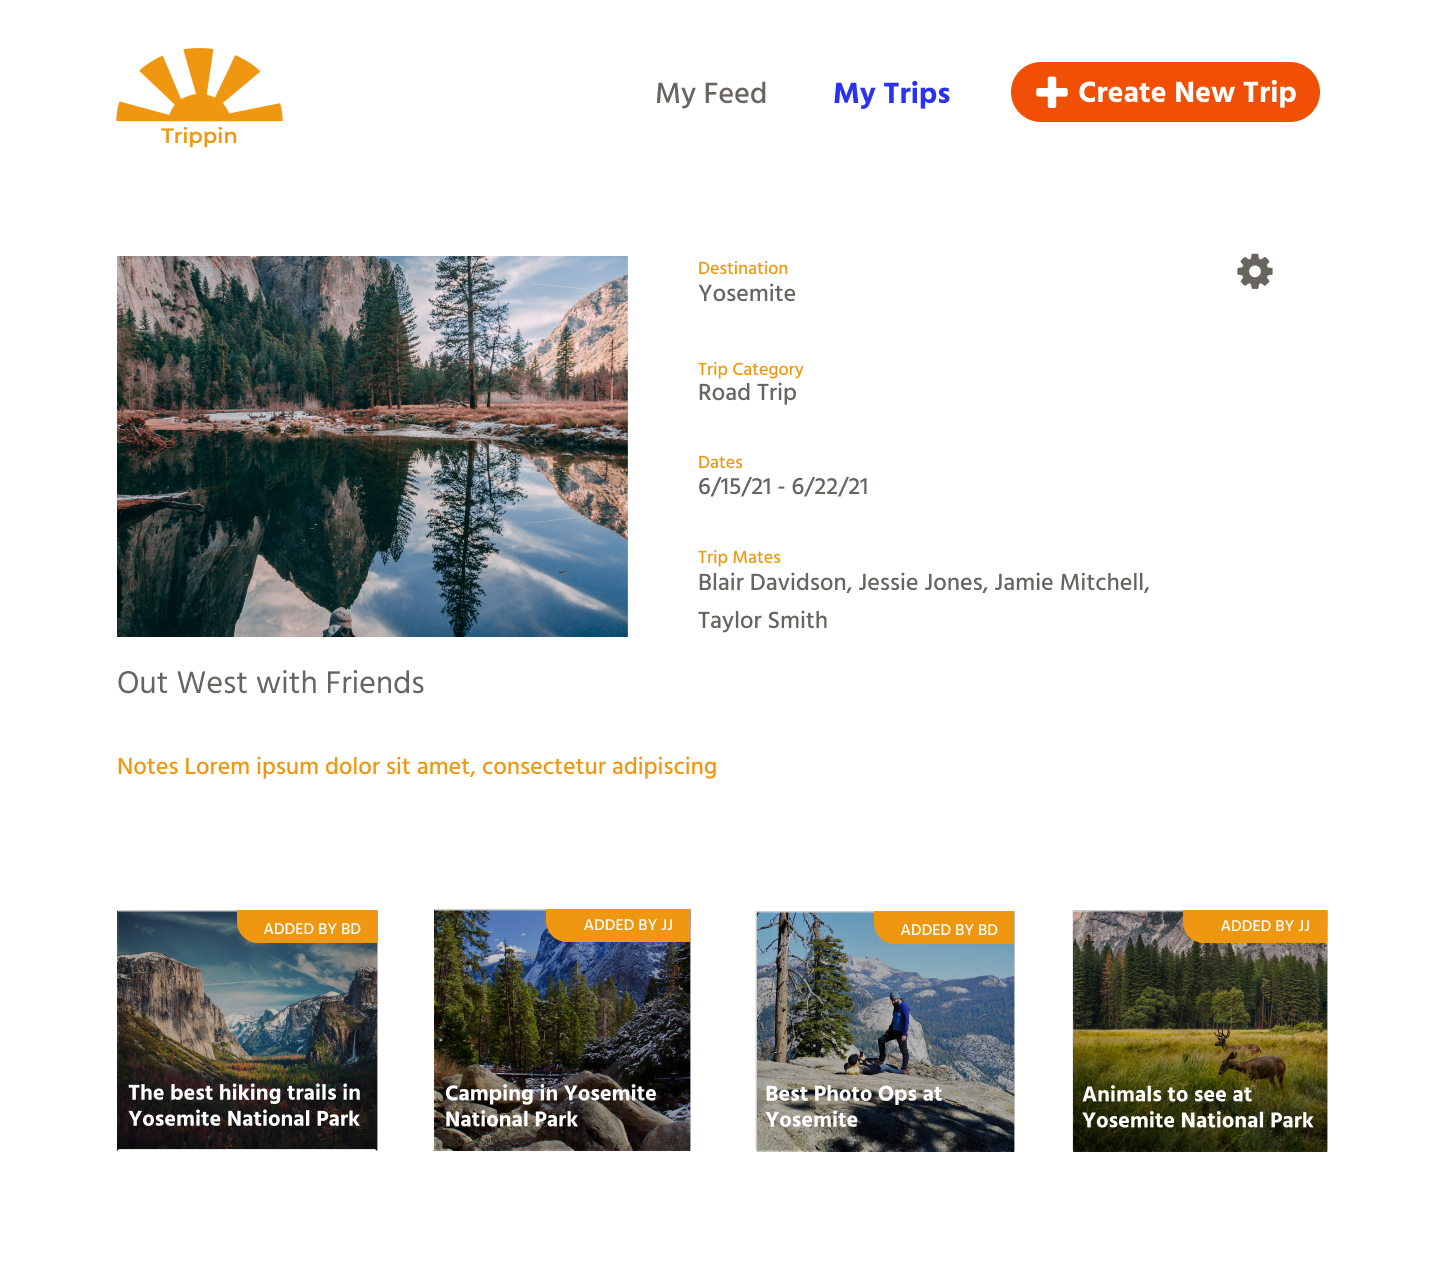 Trippin
My Feed
My Trips
Create New Trip
Destination
Yosemite
Trip Category
Road Trip
Dates
6/15/21 - 6/22/21
Trip Mates
Blair Davidson, Jessie Jones, Jamie Mitchell,
Taylor Smith
Out West with Friends
Notes Lorem ipsum dolor sit amet, consectetur adipiscing
ADDED BY BD
The best hiking trails in
Yosemite National Park
ADDED BY JJ
Camping in Yosemite
National Park
ADDED BY BD
Best Photo Ops at
Yosemite
ADDED BY JJ
Animals to see at
Yosemite National Park